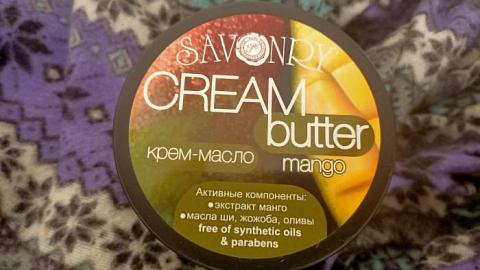 SAVONRY
CREAM
butter
крем-масло
mango
Активные компоненты:
•экстракт манго
•масла ши, жожоба, оливы
free of synthetic oils
& parabens